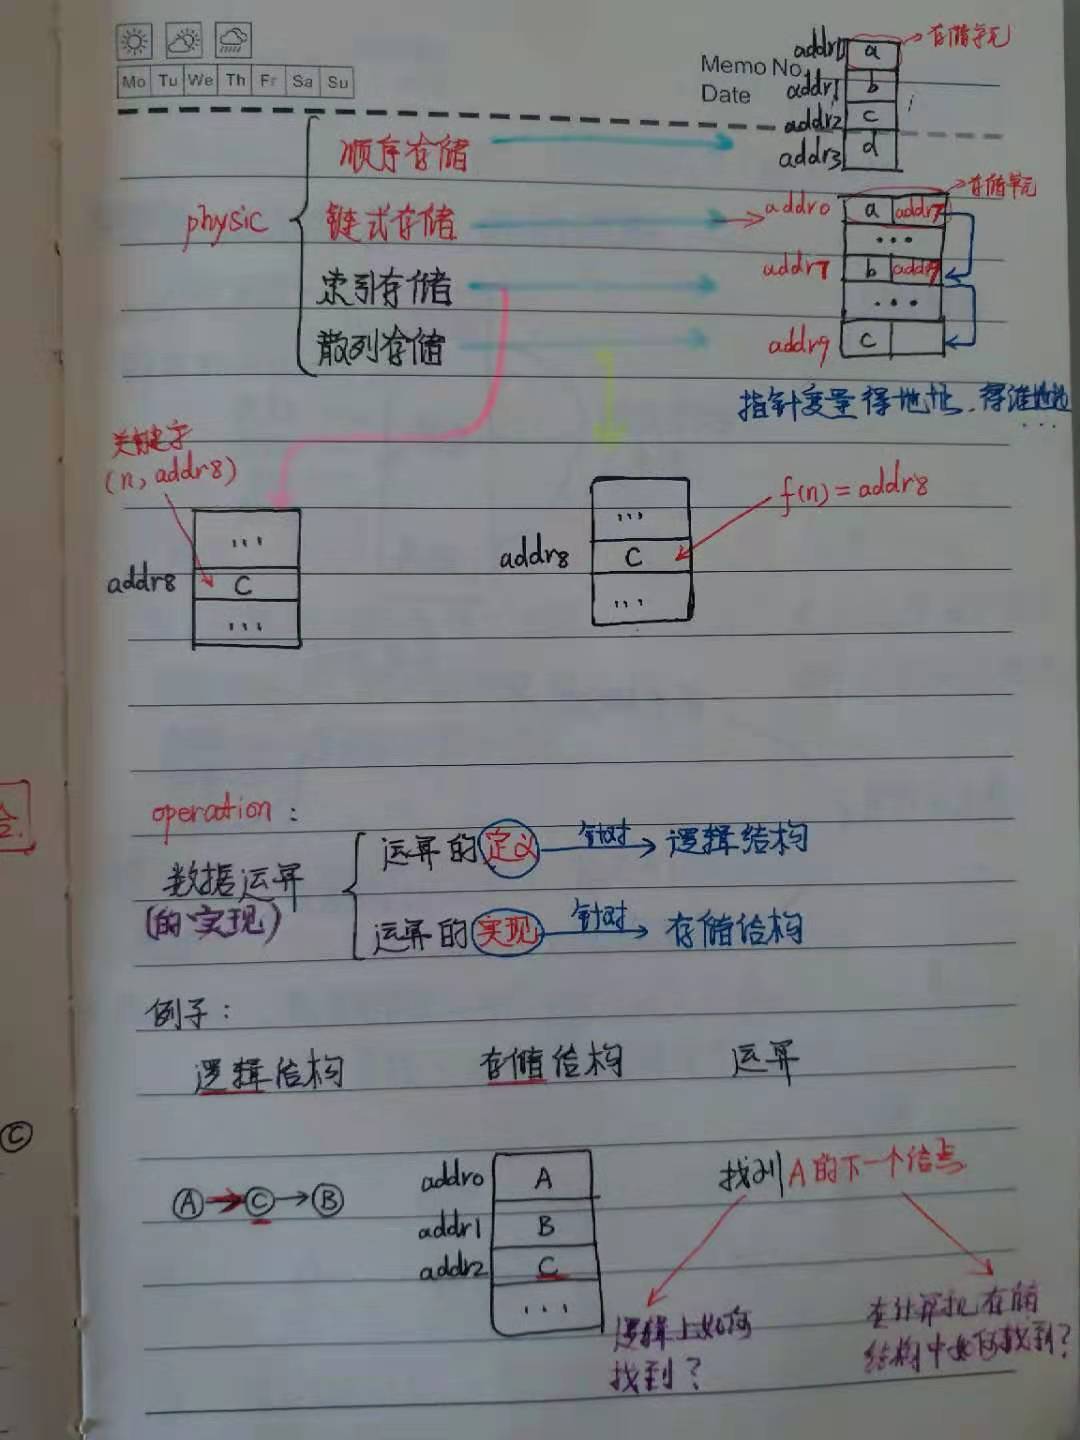 Mo Tu We Th Fr Sa Su
Memo No.
Date
addr0 a 存储单元
addr1 b
addr2 c
addr3 d
physic
顺序存储
链式存储
索引存储
散列存储
存储单元
addr0 a addr7
...
addr7 b addr9
...
addr9 c
指针变量得地址,得
...
关键字
(n, addr8)
...
addr8 C
...
...
addr8 C
...
f(n) = addr8
operation:
数据运算
(的实现)
运算的定义 针对 逻辑结构
运算的实现 针对 存储结构
例子:
逻辑结构 存储结构 运算
A C B
addr0 A
addr1 B
addr2 C
...
找到A的下一个结点
逻辑上如何
找到?
在计算机存储
结构中如何找到?
C